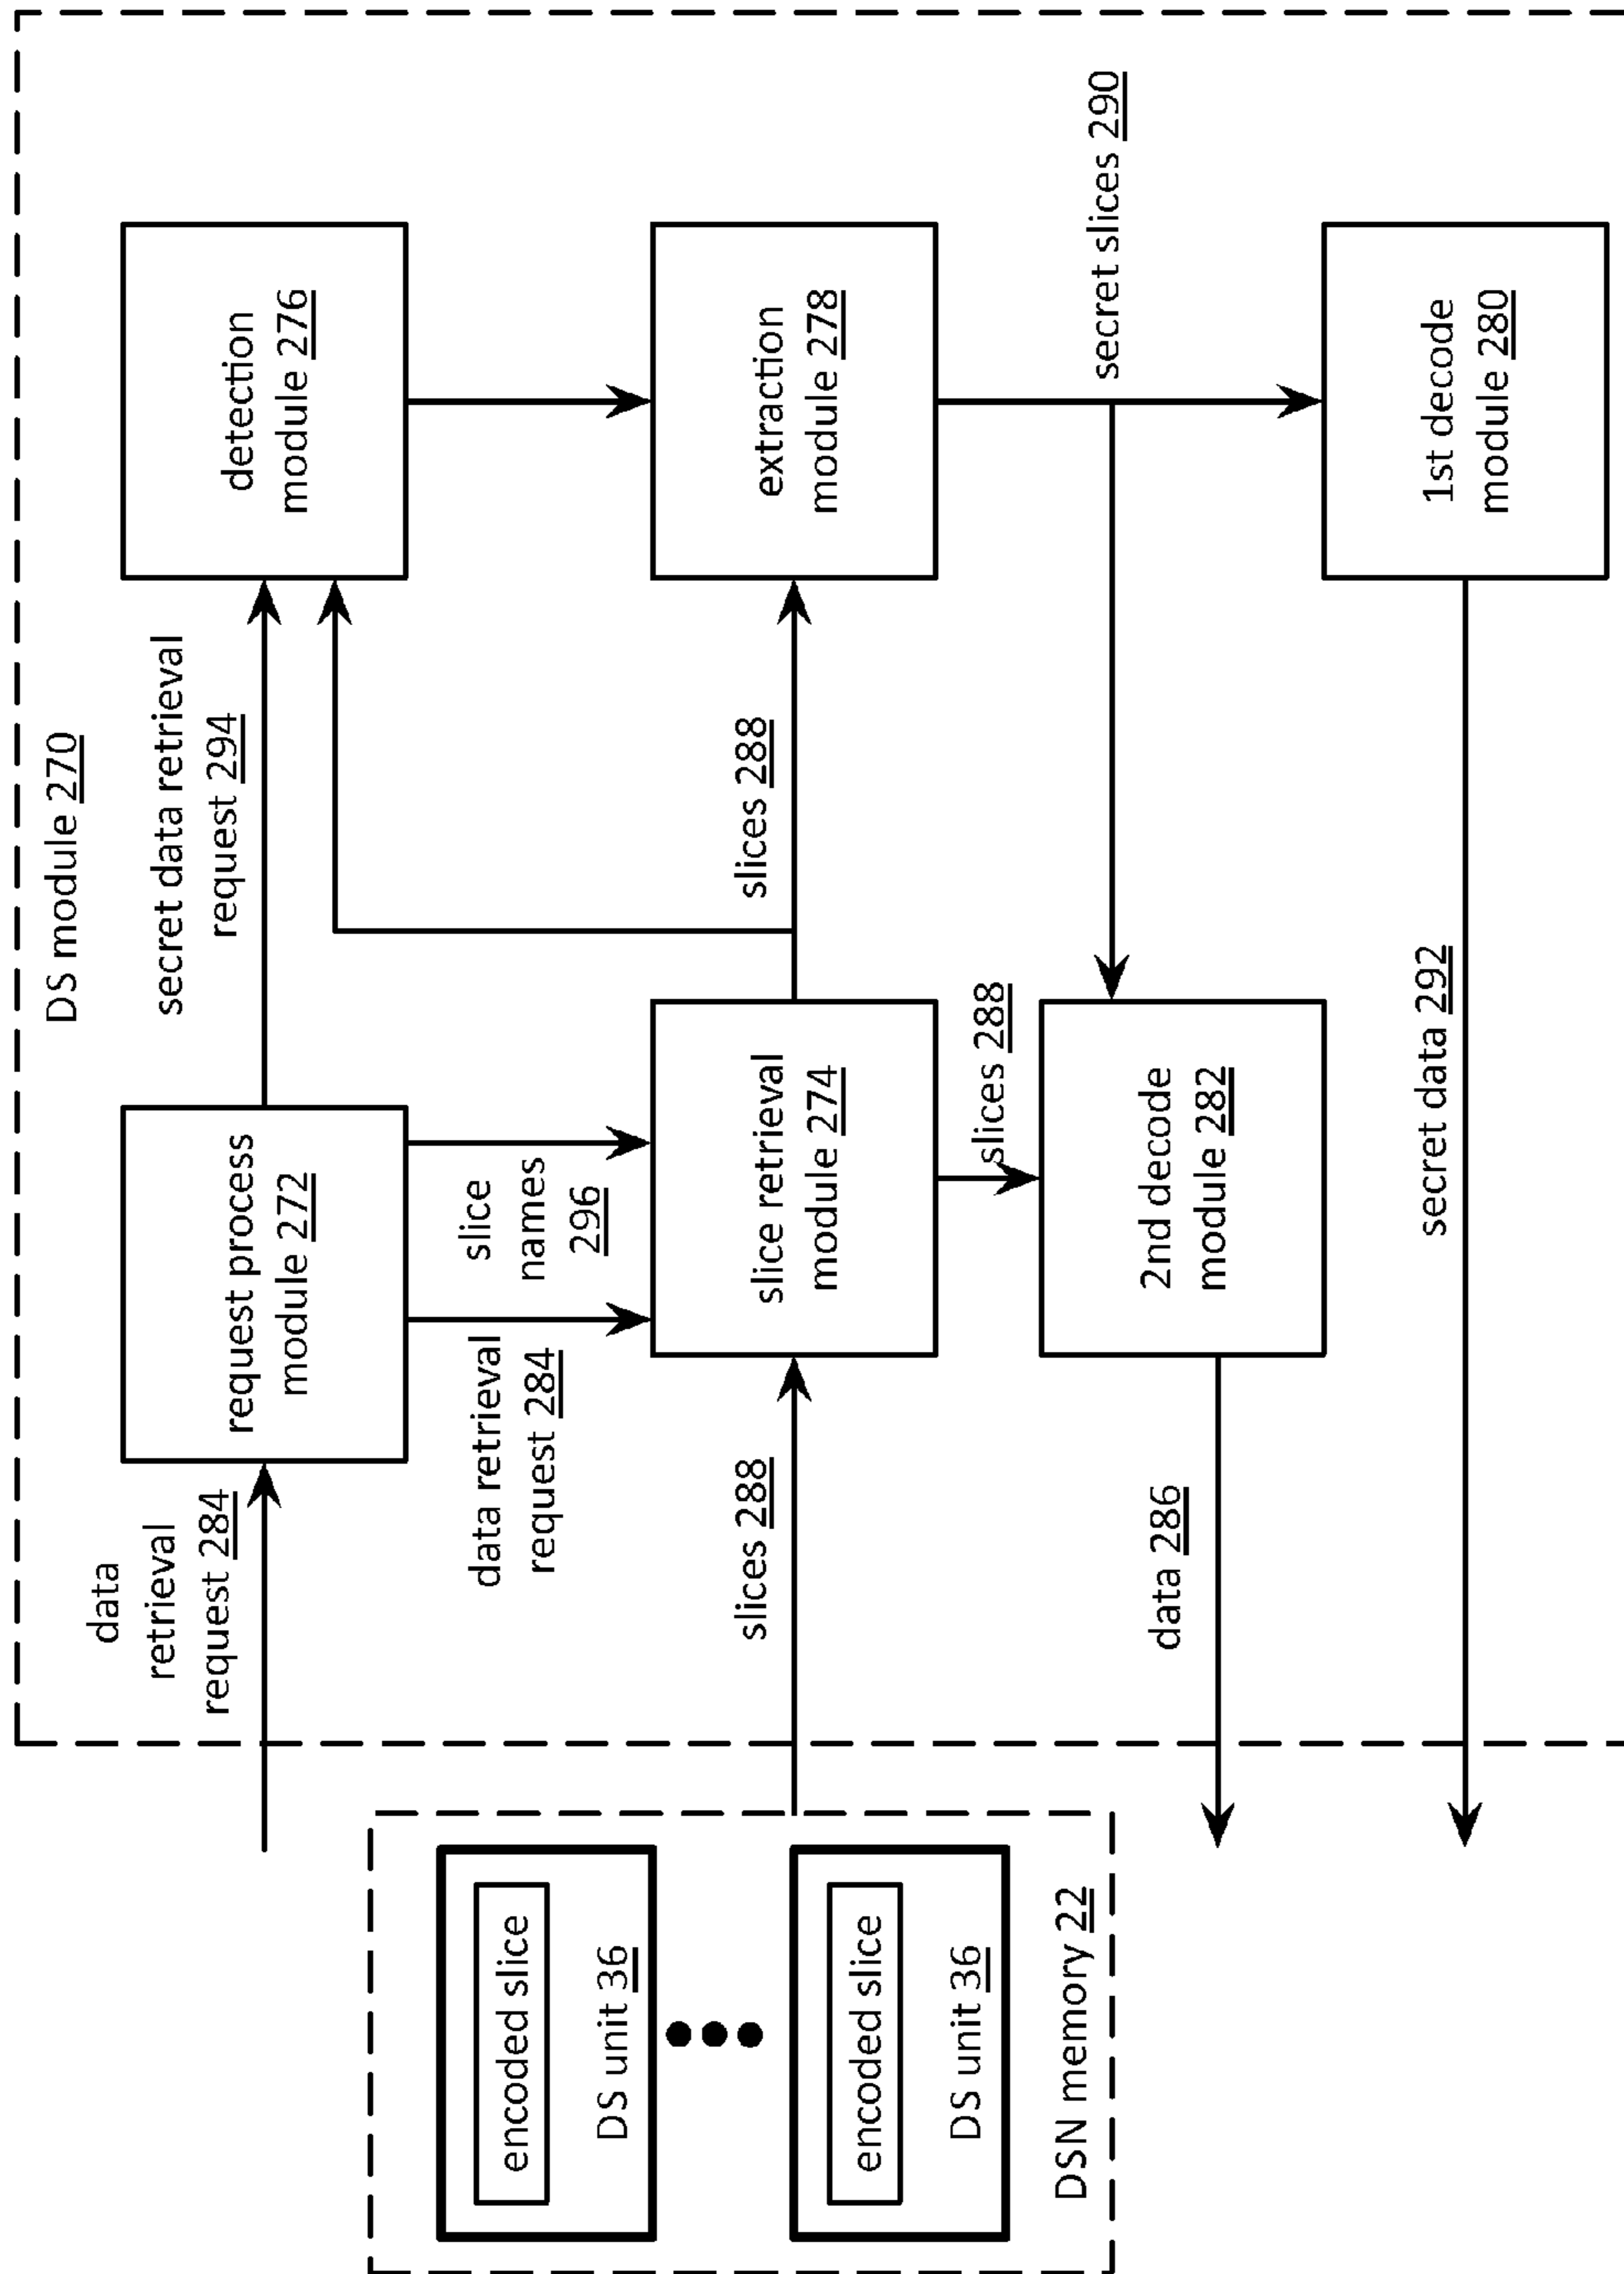 DS module 270
data
retrieval
request 284
request process
module 272
secret data retrieval
request 294
detection
module 276
data retrieval
request 284
slice
names
296
encoded slice
DS unit 36
encoded slice
DS unit 36
DSN memory 22
slices 288
slice retrieval
module 274
slices 288
extraction
module 278
slices 288
secret slices 290
data 286
2nd decode
module 282
secret data 292
1st decode
module 280